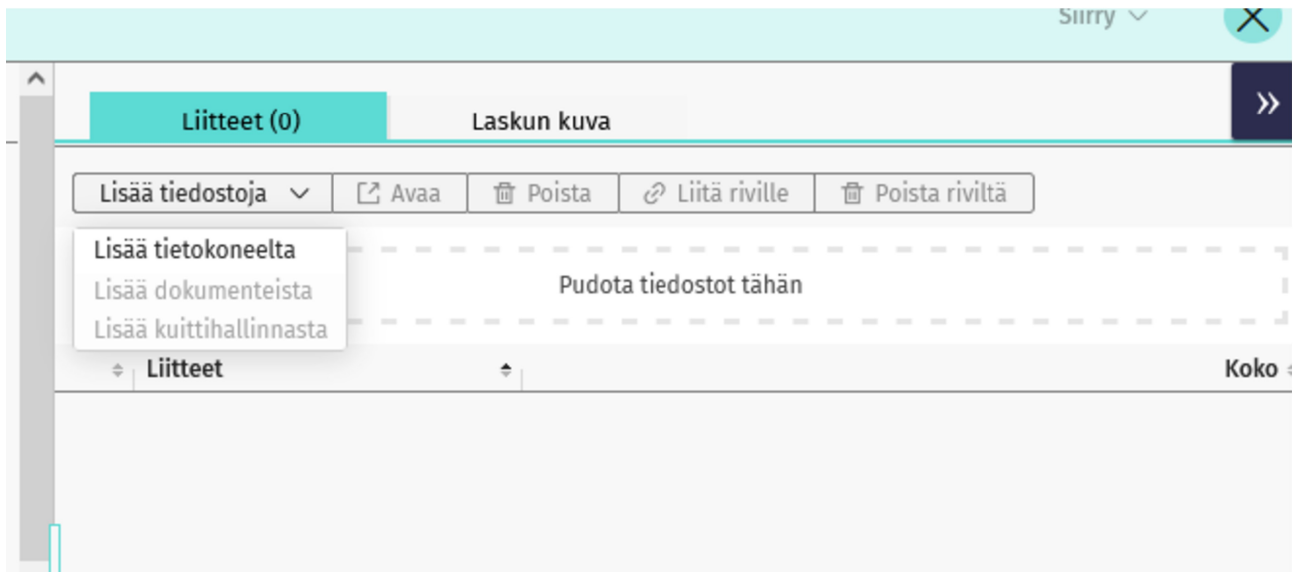 Siirry
Liitteet (0) Laskun kuva
Lisää tiedostoja Avaa Poista Liitä riville Poista riviltä
Lisää tietokoneelta
Pudota tiedostot tähän
Lisää dokumenteista
Lisää kuittihallinnasta
Liitteet Koko